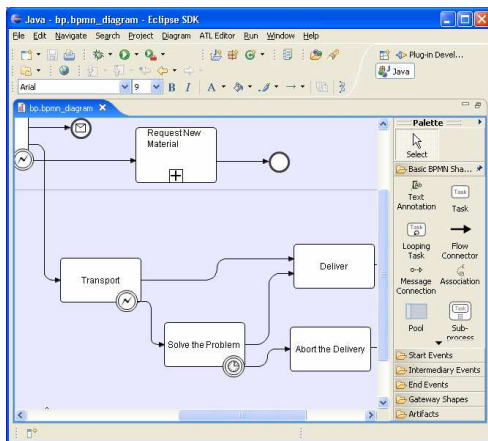 Java - bp.bpmn_diagram - Eclipse SDK
File Edit Navigate Search Project Diagram ATL Editor Run Window Help
Plug-in Devel...
Java
Arial 9 B I A
bp.bpmn_diagram
Palette
Select
Basic BPMN Sha...
Text Annotation
Task
Looping Task
Flow Connector
Message Connection
Association
Pool
Sub-process
Start Events
Intermediary Events
End Events
Gateway Shapes
Artifacts
Request New
Material
Transport
Deliver
Solve the Problem
Abort the Delivery